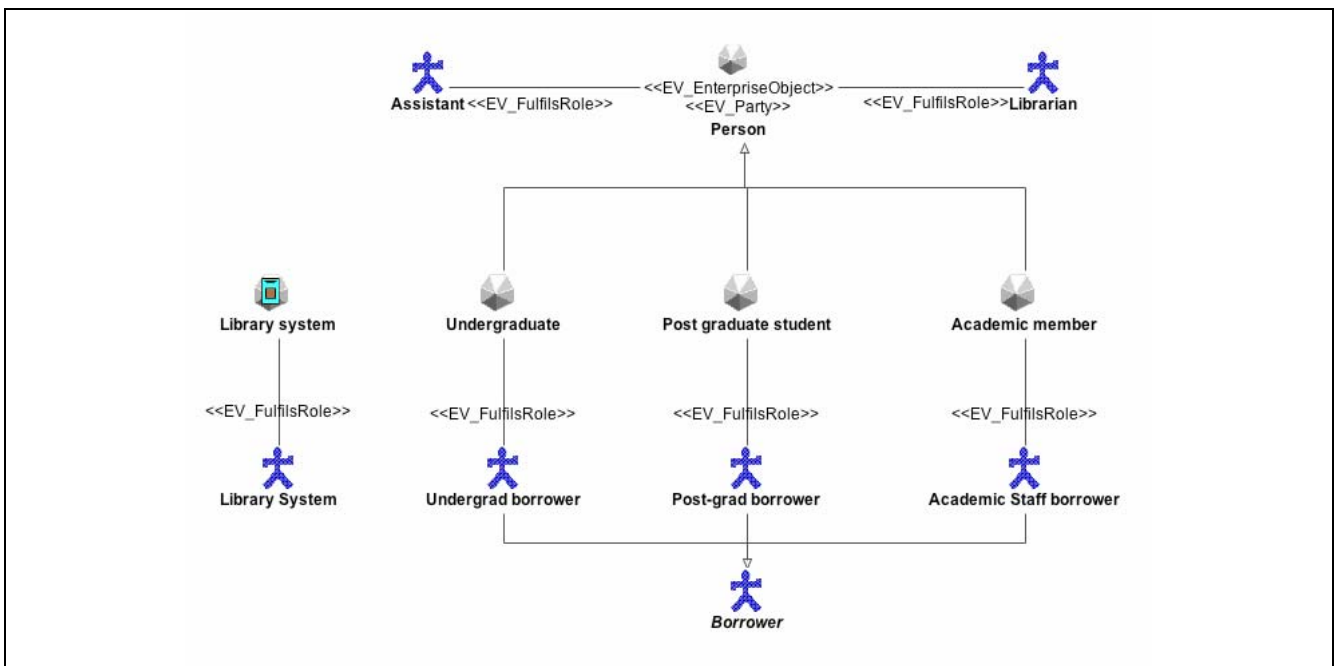 <<EV_EnterpriseObject>>
Assistant <<EV_FulfilsRole>> <<EV_Party>> <<EV_FulfilsRole>> Librarian
Person
Library system Undergraduate Post graduate student Academic member
<<EV_FulfilsRole>> <<EV_FulfilsRole>> <<EV_FulfilsRole>> <<EV_FulfilsRole>>
Library System Undergrad borrower Post-grad borrower Academic Staff borrower
Borrower